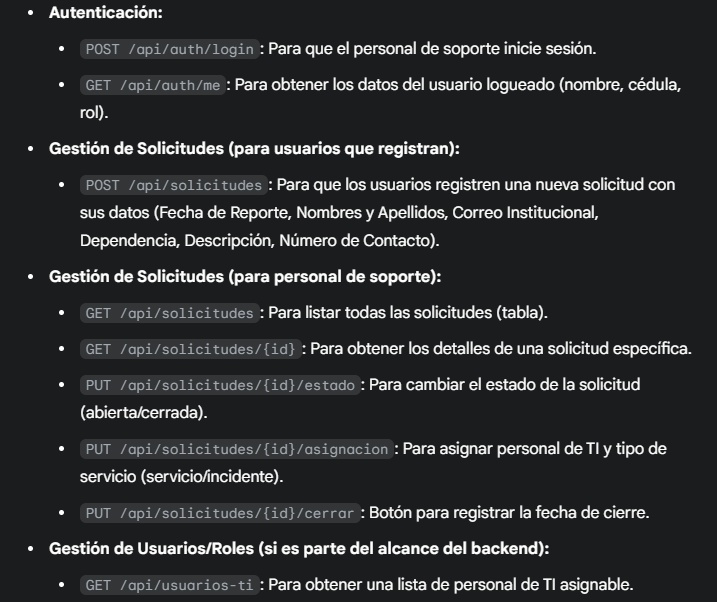 • Autenticación:
• POST /api/auth/login : Para que el personal de soporte inicie sesión.
• GET /api/auth/me : Para obtener los datos del usuario logueado (nombre, cédula,
rol).
• Gestión de Solicitudes (para usuarios que registran):
• POST /api/solicitudes : Para que los usuarios registren una nueva solicitud con
sus datos (Fecha de Reporte, Nombres y Apellidos, Correo Institucional,
Dependencia, Descripción, Número de Contacto).
• Gestión de Solicitudes (para personal de soporte):
• GET /api/solicitudes : Para listar todas las solicitudes (tabla).
• GET /api/solicitudes/{id} : Para obtener los detalles de una solicitud específica.
• PUT /api/solicitudes/{id}/estado : Para cambiar el estado de la solicitud
(abierta/cerrada).
• PUT /api/solicitudes/{id}/asignacion : Para asignar personal de TI y tipo de
servicio (servicio/incidente).
• PUT /api/solicitudes/{id}/cerrar : Botón para registrar la fecha de cierre.
• Gestión de Usuarios/Roles (si es parte del alcance del backend):
• GET /api/usuarios-ti : Para obtener una lista de personal de TI asignable.